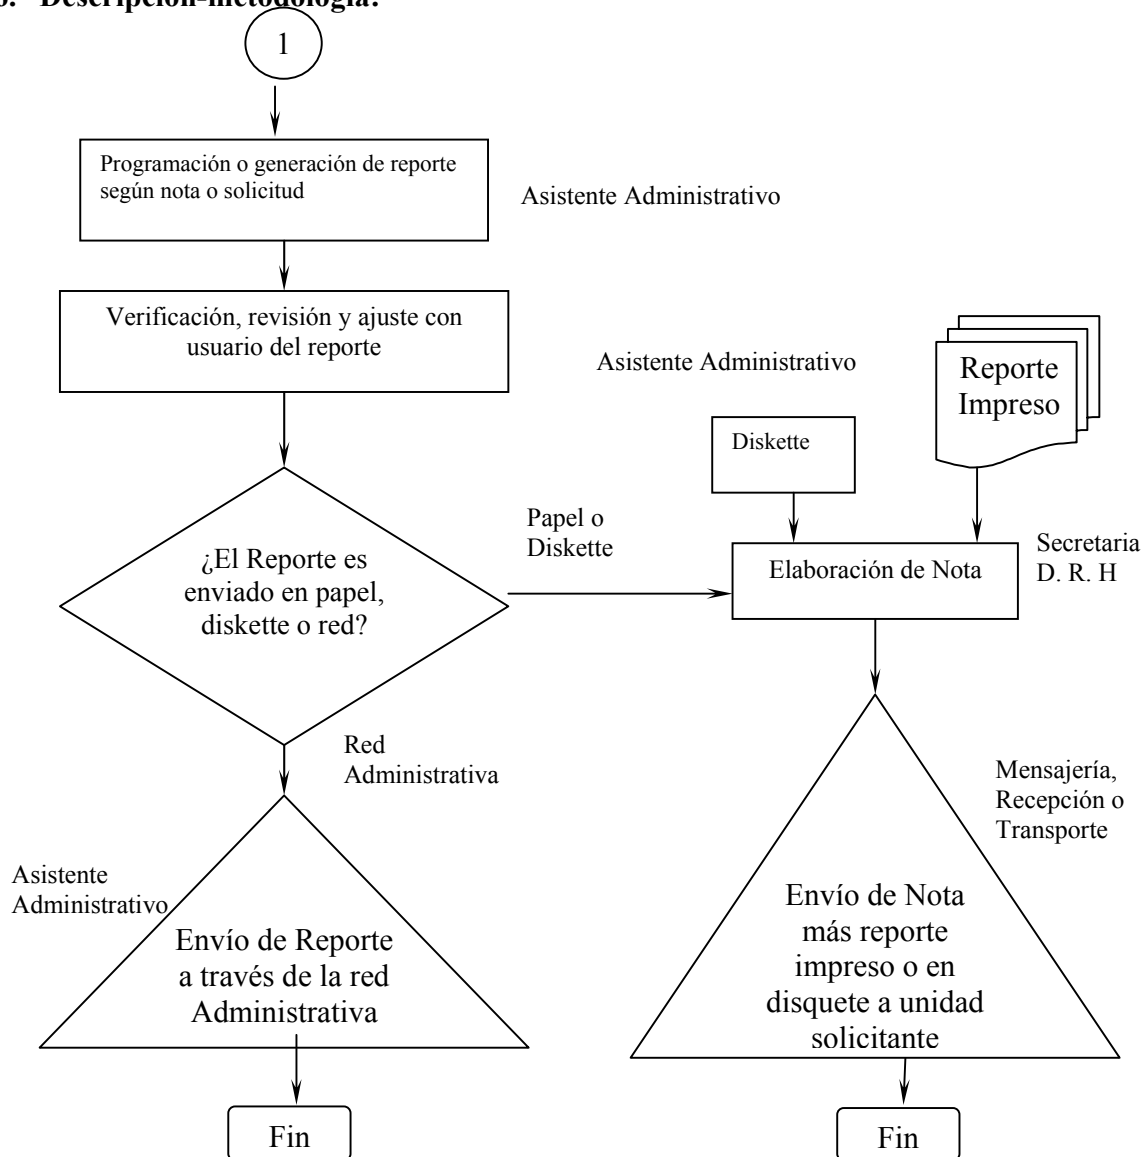 Descripción-metodología:
1
Programación o generación de reporte
según nota o solicitud
Asistente Administrativo
Verificación, revisión y ajuste con
usuario del reporte
Asistente Administrativo
Reporte
Impreso
Diskette
Papel o
Diskette
¿El Reporte es
enviado en papel,
diskette o red?
Elaboración de Nota
Secretaria
D. R. H
Red
Administrativa
Mensajería,
Recepción o
Transporte
Asistente
Administrativo
Envío de Reporte
a través de la red
Administrativa
Envío de Nota
más reporte
impreso o en
disquete a unidad
solicitante
Fin
Fin